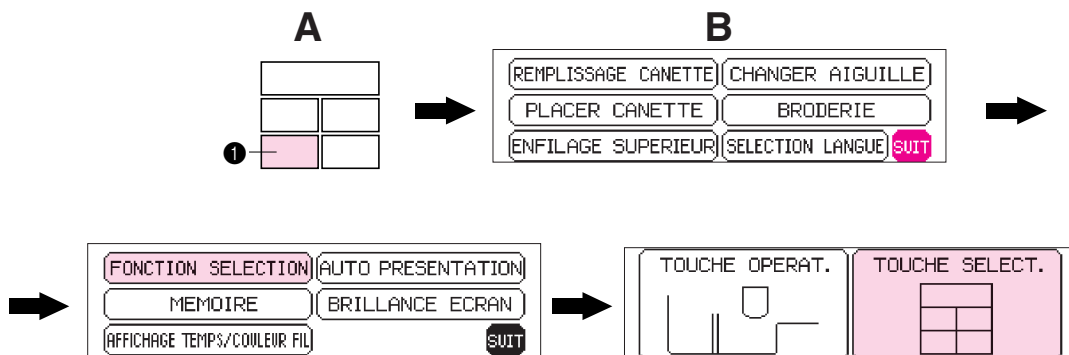 A
B
1
REMPLISSAGE CANETTE CHANGER AIGUILLE
PLACER CANETTE BRODERIE
ENFILAGE SUPERIEUR SELECTION LANGUE SUIT
FONCTION SELECTION AUTO PRESENTATION
MEMOIRE BRILLANCE ECRAN
AFFICHAGE TEMPS/COULEUR FIL SUIT
TOUCHE OPERAT. TOUCHE SELECT.